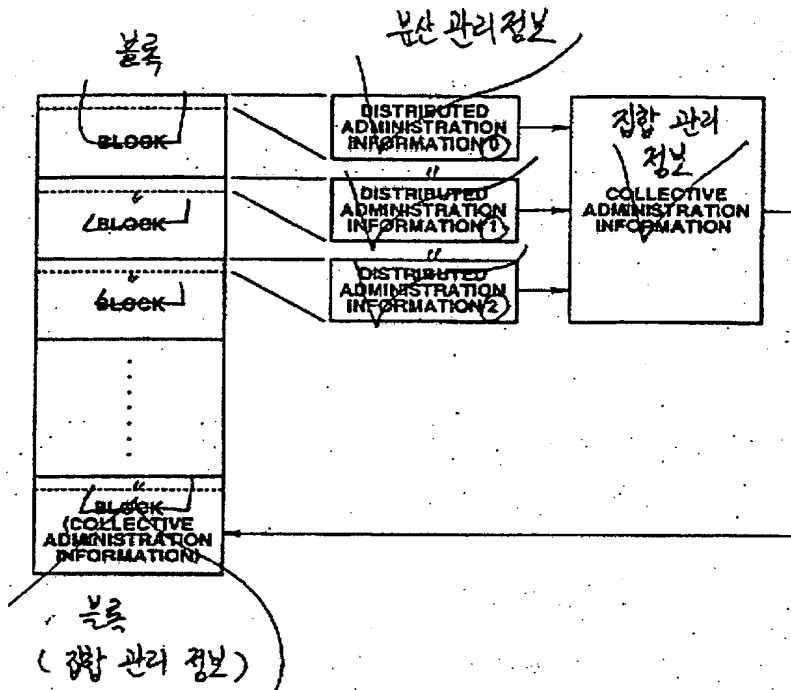 블록
분산 관리 정보
BLOCK
DISTRIBUTED
ADMINISTRATION
INFORMATION 0
집합 관리
정보
COLLECTIVE
ADMINISTRATION
INFORMATION
〃
BLOCK
〃
DISTRIBUTED
ADMINISTRATION
INFORMATION 1
〃
BLOCK
〃
DISTRIBUTED
ADMINISTRATION
INFORMATION 2
〃
BLOCK
(COLLECTIVE
ADMINISTRATION
INFORMATION)
블록
(집합 관리 정보)